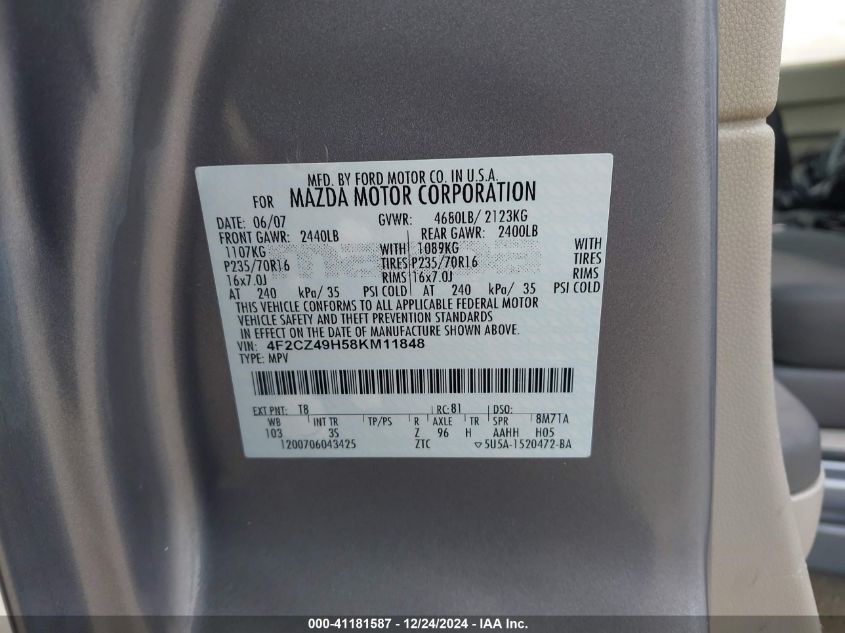 MFD. BY FORD MOTOR CO. IN U.S.A.
FOR MAZDA MOTOR CORPORATION
DATE: 06/07 GVWR: 4680LB/ 2123KG
FRONT GAWR: 2440LB REAR GAWR: 2400LB
1107KG WITH 1089KG WITH
P235/70R16 TIRES P235/70R16 TIRES
16x7.0J RIMS 16x7.0J RIMS
AT 240 kPa/ 35 PSI COLD AT 240 kPa/ 35 PSI COLD
THIS VEHICLE CONFORMS TO ALL APPLICABLE FEDERAL MOTOR
VEHICLE SAFETY AND THEFT PREVENTION STANDARDS
IN EFFECT ON THE DATE OF MANUFACTURE SHOWN ABOVE.
VIN: 4F2CZ49H58KM11848
TYPE: MPV
EXT PNT: T8 RC: 81 DSO:
WB INT TR TP/PS R AXLE TR SPR 8M71A
103 3S Z 96 H AAHH H05
1200706043425 ZTC ▽5U5A-1520472-BA
000-41181587 - 12/24/2024 - IAA Inc.